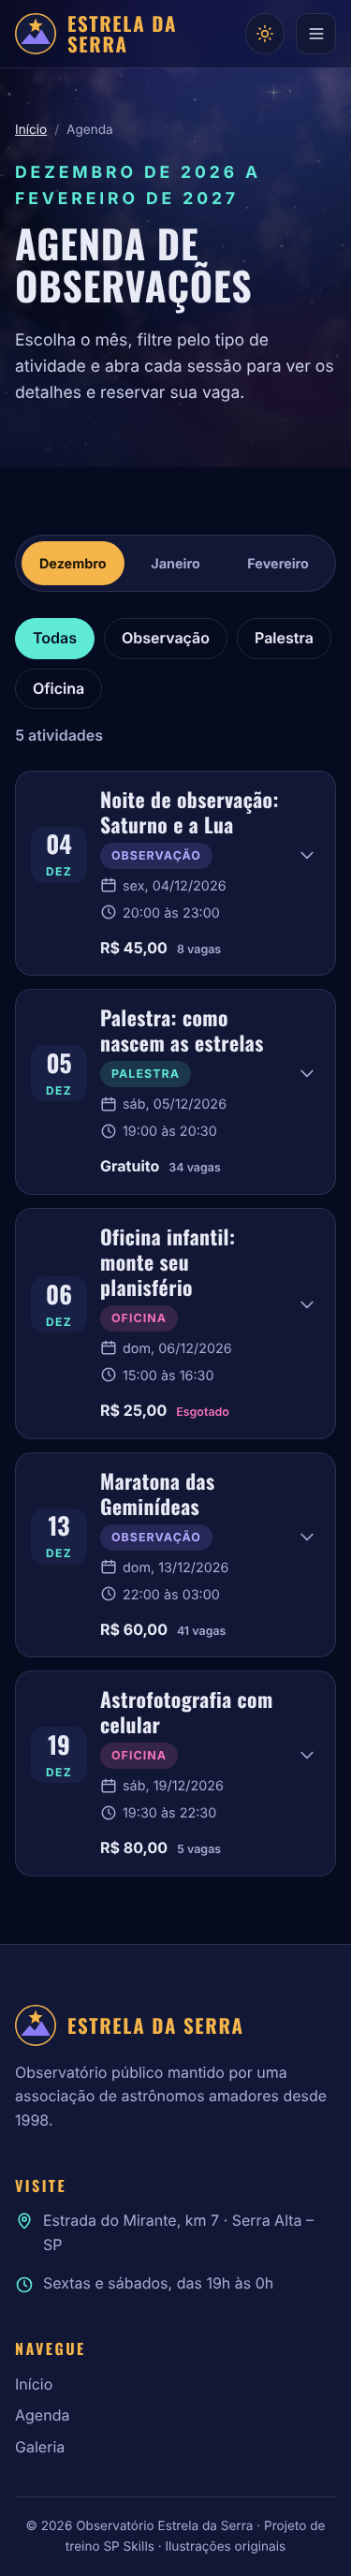 ESTRELA DA
SERRA
Início / Agenda
DEZEMBRO DE 2026 A
FEVEREIRO DE 2027
AGENDA DE
OBSERVAÇÕES
Escolha o mês, filtre pelo tipo de
atividade e abra cada sessão para ver os
detalhes e reservar sua vaga.
Dezembro Janeiro Fevereiro
Todas Observação Palestra
Oficina
5 atividades
04
DEZ
Noite de observação:
Saturno e a Lua
OBSERVAÇÃO
sex, 04/12/2026
20:00 às 23:00
R$ 45,00 8 vagas
05
DEZ
Palestra: como
nascem as estrelas
PALESTRA
sáb, 05/12/2026
19:00 às 20:30
Gratuito 34 vagas
06
DEZ
Oficina infantil:
monte seu
planisfério
OFICINA
dom, 06/12/2026
15:00 às 16:30
R$ 25,00 Esgotado
13
DEZ
Maratona das
Geminídeas
OBSERVAÇÃO
dom, 13/12/2026
22:00 às 03:00
R$ 60,00 41 vagas
19
DEZ
Astrofotografia com
celular
OFICINA
sáb, 19/12/2026
19:30 às 22:30
R$ 80,00 5 vagas
ESTRELA DA SERRA
Observatório público mantido por uma
associação de astrônomos amadores desde
1998.
VISITE
Estrada do Mirante, km 7 · Serra Alta –
SP
Sextas e sábados, das 19h às 0h
NAVEGUE
Início
Agenda
Galeria
© 2026 Observatório Estrela da Serra · Projeto de
treino SP Skills · Ilustrações originais